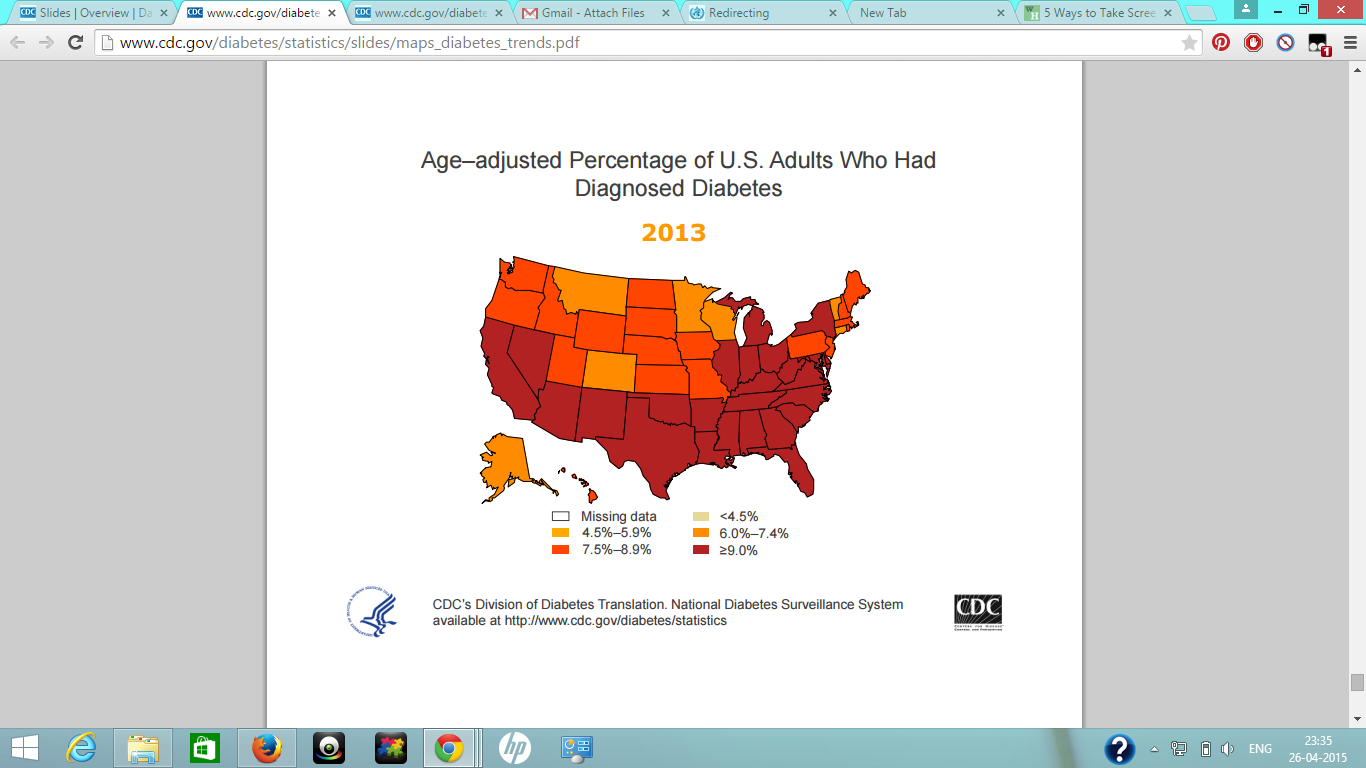 Slides | Overview | Da
www.cdc.gov/diabete
www.cdc.gov/diabete
Gmail - Attach Files
Redirecting
New Tab
5 Ways to Take Scree
www.cdc.gov/diabetes/statistics/slides/maps_diabetes_trends.pdf
1
Age–adjusted Percentage of U.S. Adults Who Had
Diagnosed Diabetes
2013
Missing data
<4.5%
4.5%–5.9%
6.0%–7.4%
7.5%–8.9%
≥9.0%
CDC's Division of Diabetes Translation. National Diabetes Surveillance System
available at http://www.cdc.gov/diabetes/statistics
CDC
ENG
23:35
26-04-2015